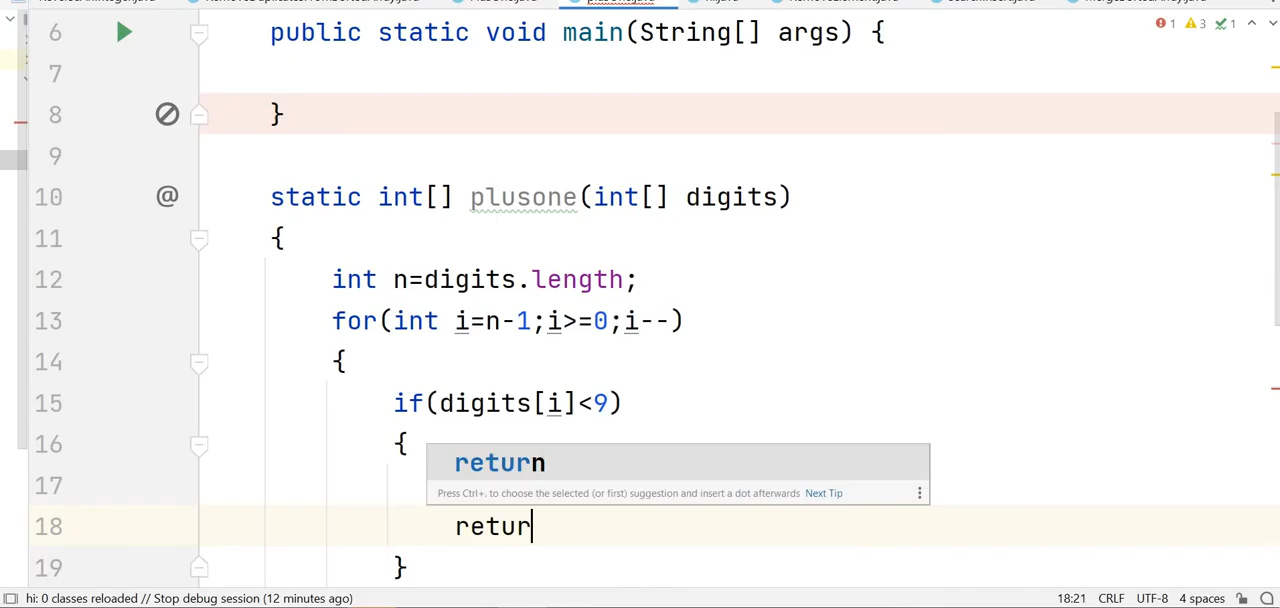 6 public static void main(String[] args) {
1 3 1
7
8 }
9
10 @ static int[] plusone(int[] digits)
11 {
12 int n=digits.length;
13 for(int i=n-1;i>=0;i--)
14 {
15 if(digits[i]<9)
16 {
return
17
Press Ctrl+. to choose the selected (or first) suggestion and insert a dot afterwards Next Tip
18 retur
19 }
hi: 0 classes reloaded // Stop debug session (12 minutes ago) 18:21 CRLF UTF-8 4 spaces